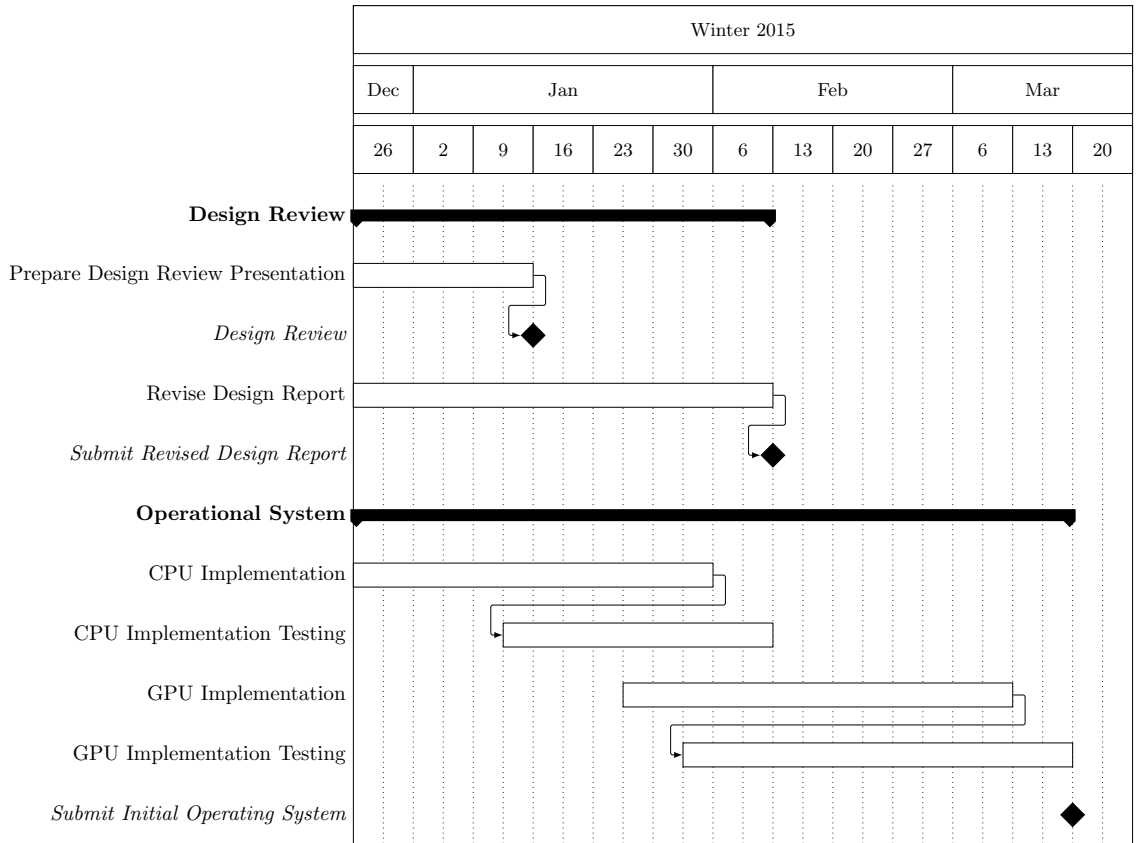 Winter 2015
Dec Jan Feb Mar
26 2 9 16 23 30 6 13 20 27 6 13 20
Design Review
Prepare Design Review Presentation
Design Review
Revise Design Report
Submit Revised Design Report
Operational System
CPU Implementation
CPU Implementation Testing
GPU Implementation
GPU Implementation Testing
Submit Initial Operating System